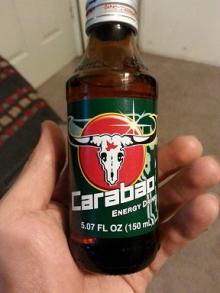 Carabao
ENERGY DRINK
5.07 FL OZ (150 mL)